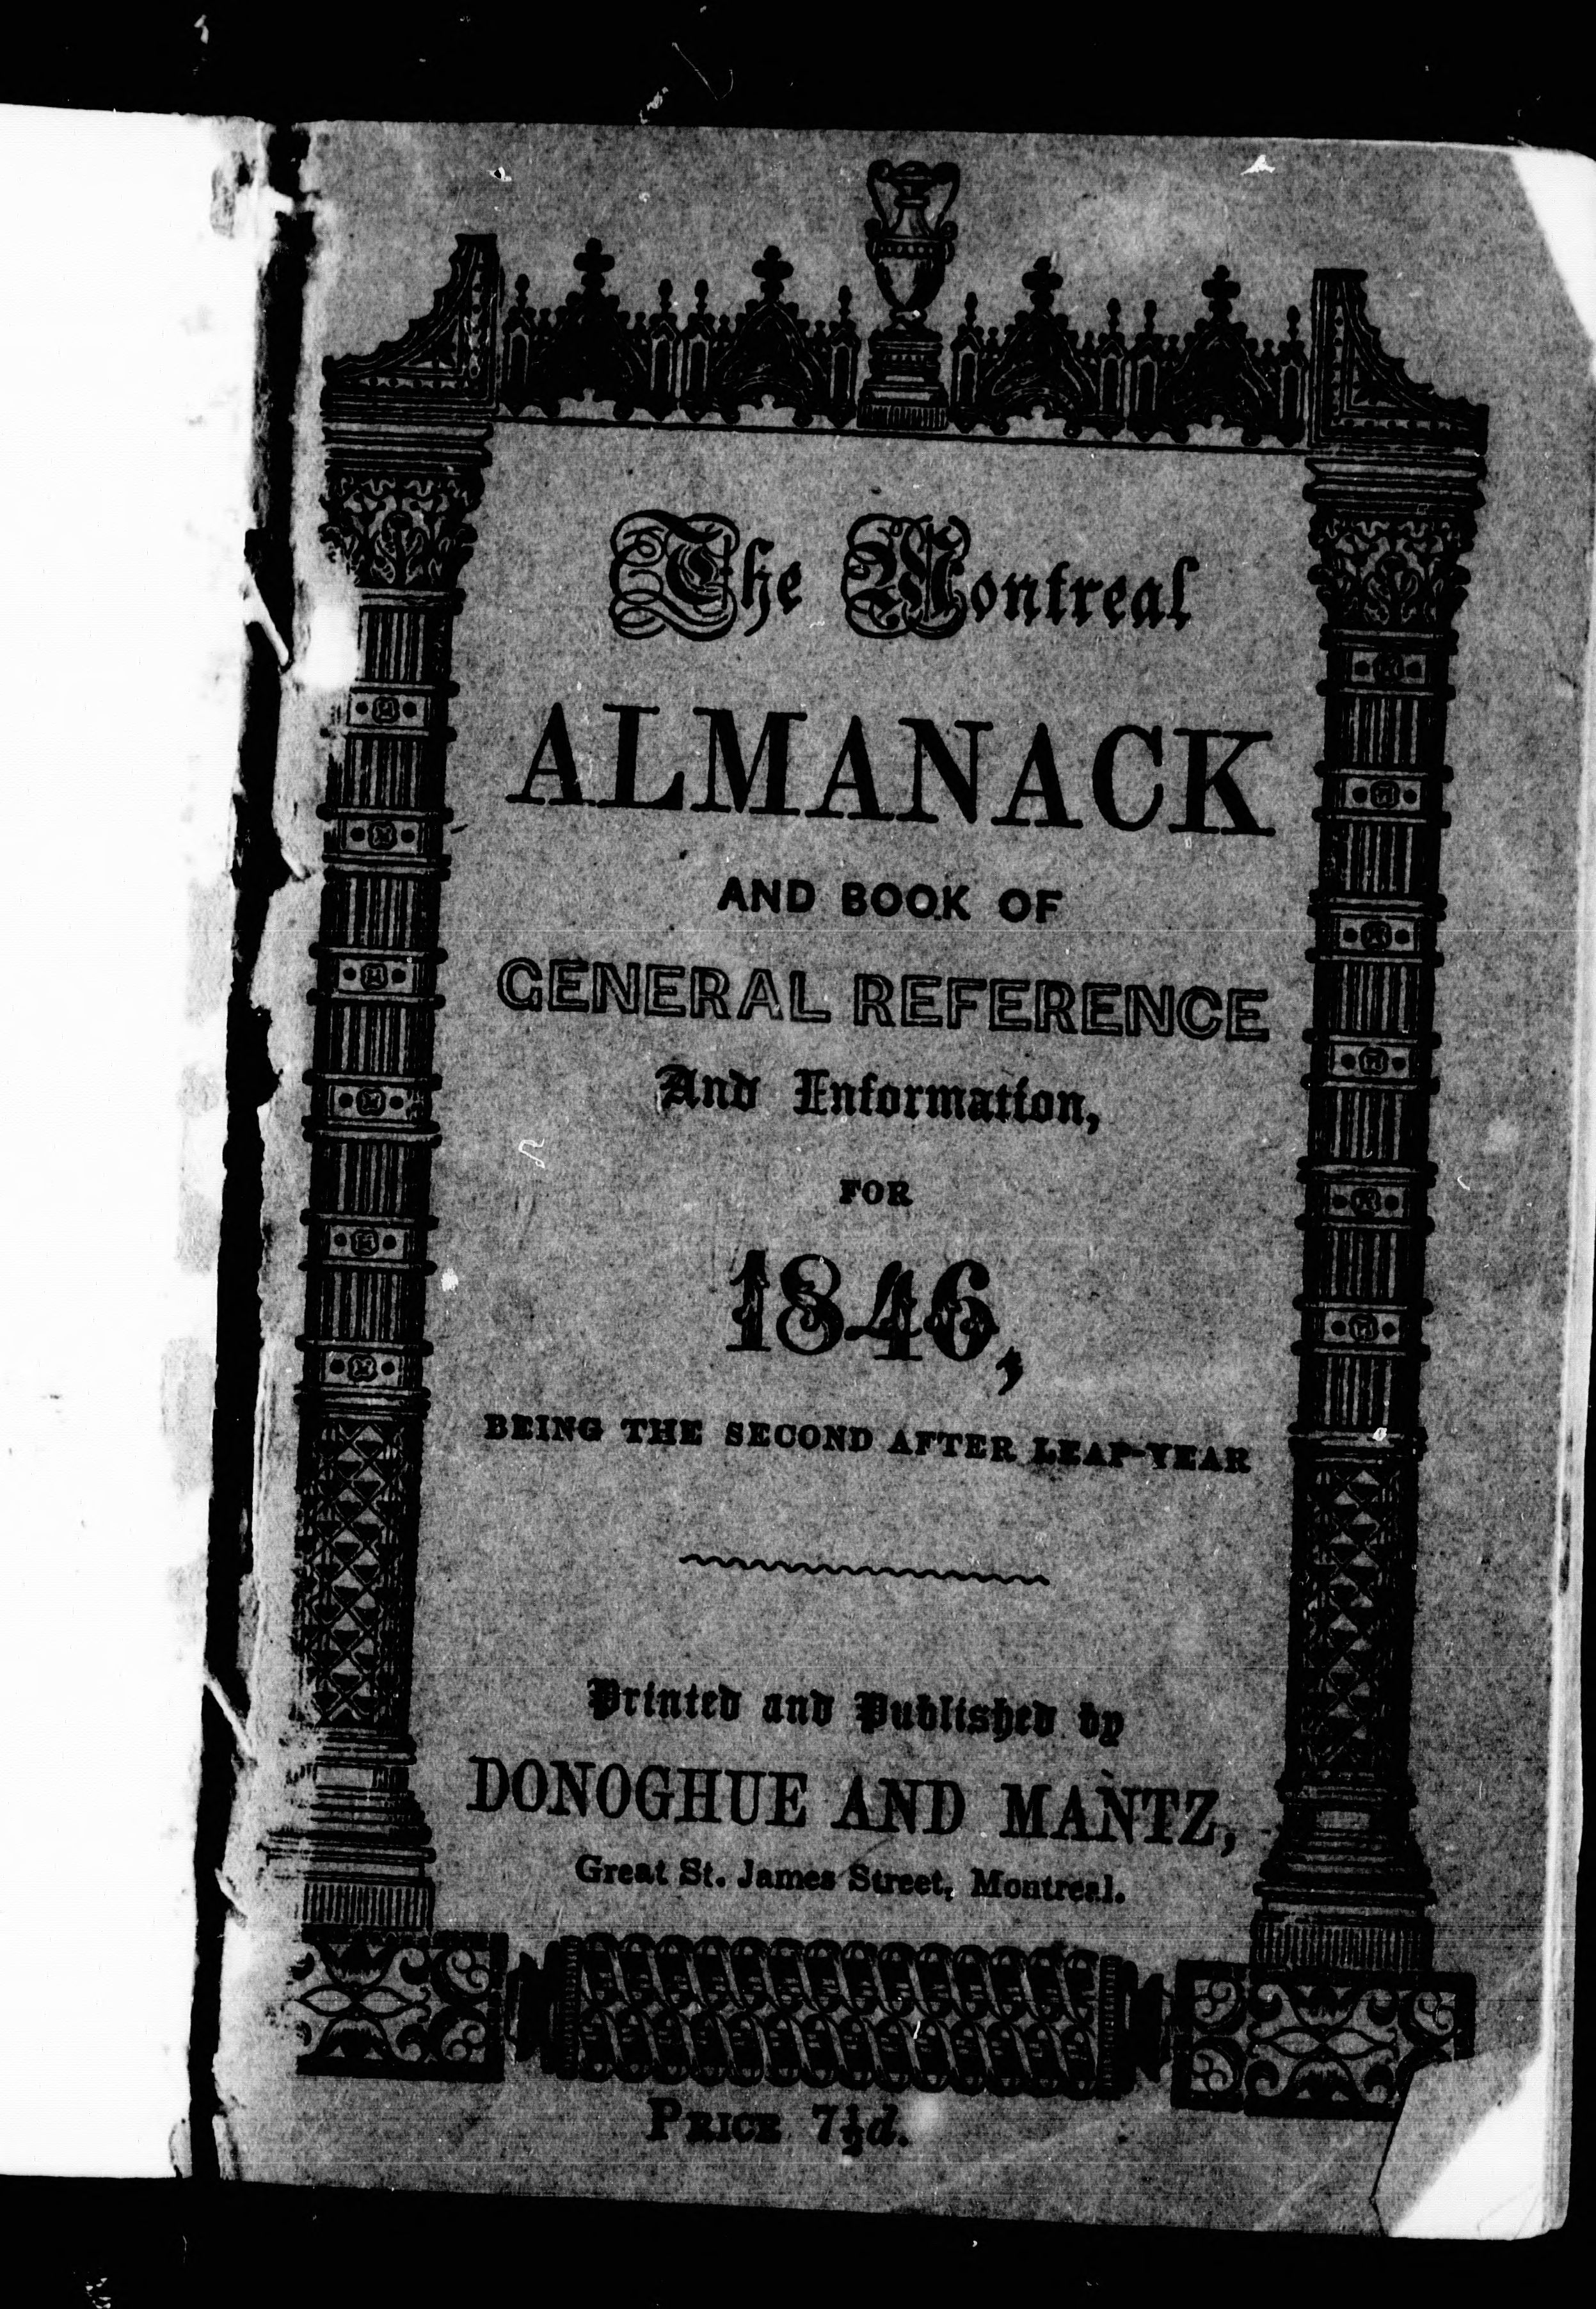 The Montreal
ALMANACK
AND BOOK OF
GENERAL REFERENCE
And Information,
FOR
1846,
BEING THE SECOND AFTER LEAP-YEAR
Printed and Published by
DONOGHUE AND MANTZ,
Great St. James Street, Montreal.
PRICE 7½d.